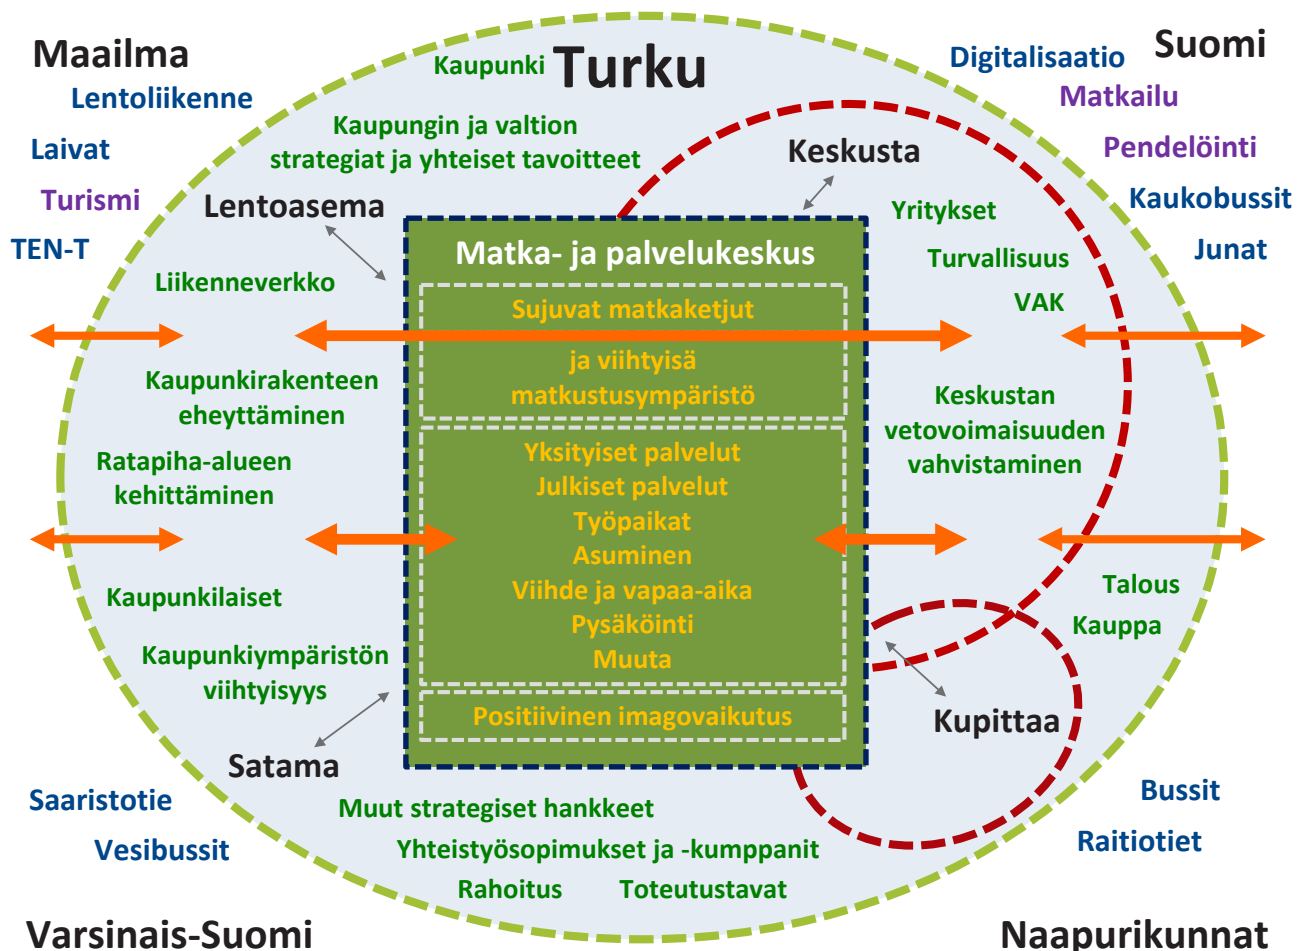 Maailma
Lentoliikenne
Laivat
Turismi
TEN-T
Kaupunki
Turku
Kaupungin ja valtion
strategiat ja yhteiset tavoitteet
Digitalisaatio
Suomi
Matkailu
Pendelöinti
Kaukobussit
Junat
Lentoasema
Keskusta
Liikenneverkko
Yritykset
Turvallisuus
VAK
Matka- ja palvelukeskus
Sujuvat matkaketjut
ja viihtyisä
matkustusympäristö
Yksityiset palvelut
Julkiset palvelut
Työpaikat
Asuminen
Viihde ja vapaa-aika
Pysäköinti
Muuta
Positiivinen imagovaikutus
Kaupunkirakenteen
eheyttäminen
Ratapiha-alueen
kehittäminen
Keskustan
vetovoimaisuuden
vahvistaminen
Kaupunkilaiset
Kaupunkiympäristön
viihtyisyys
Talous
Kauppa
Satama
Kupittaa
Saaristotie
Vesibussit
Muut strategiset hankkeet
Yhteistyösopimukset ja -kumppanit
Rahoitus
Toteutustavat
Bussit
Raitiotiet
Varsinais-Suomi
Naapurikunnat